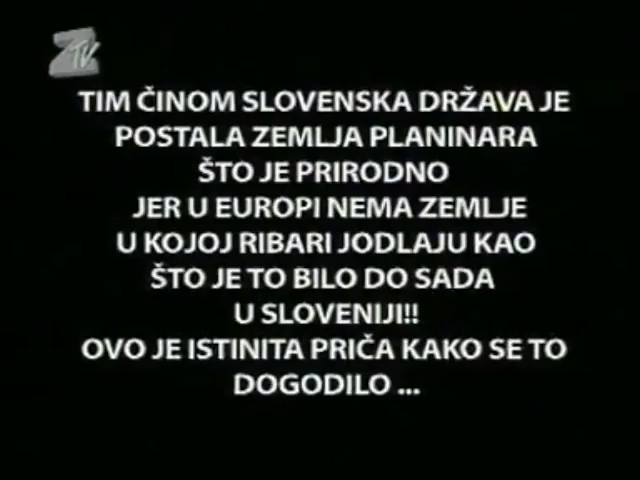 Z TV
TIM ČINOM SLOVENSKA DRŽAVA JE
POSTALA ZEMLJA PLANINARA
ŠTO JE PRIRODNO
JER U EUROPI NEMA ZEMLJE
U KOJOJ RIBARI JODLAJU KAO
ŠTO JE TO BILO DO SADA
U SLOVENIJI!!
OVO JE ISTINITA PRIČA KAKO SE TO
DOGODILO ...